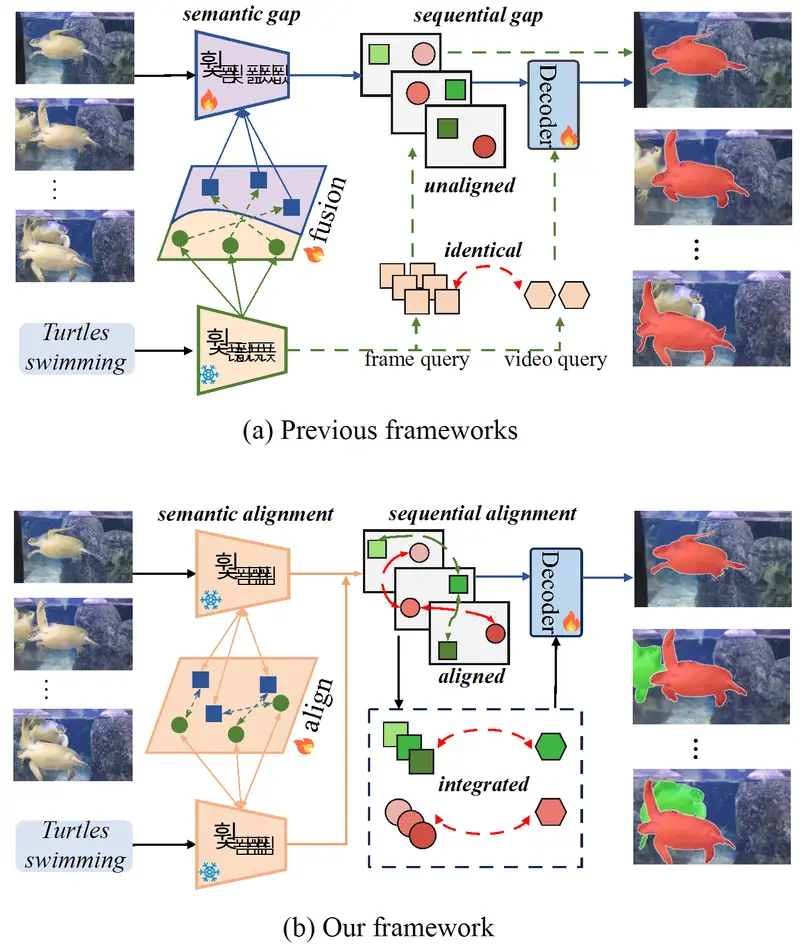 semantic gap
sequential gap
Decoder
unaligned
fusion
identical
Turtles
swimming
frame query
video query
(a) Previous frameworks
semantic alignment
sequential alignment
Decoder
aligned
align
integrated
Turtles
swimming
(b) Our framework